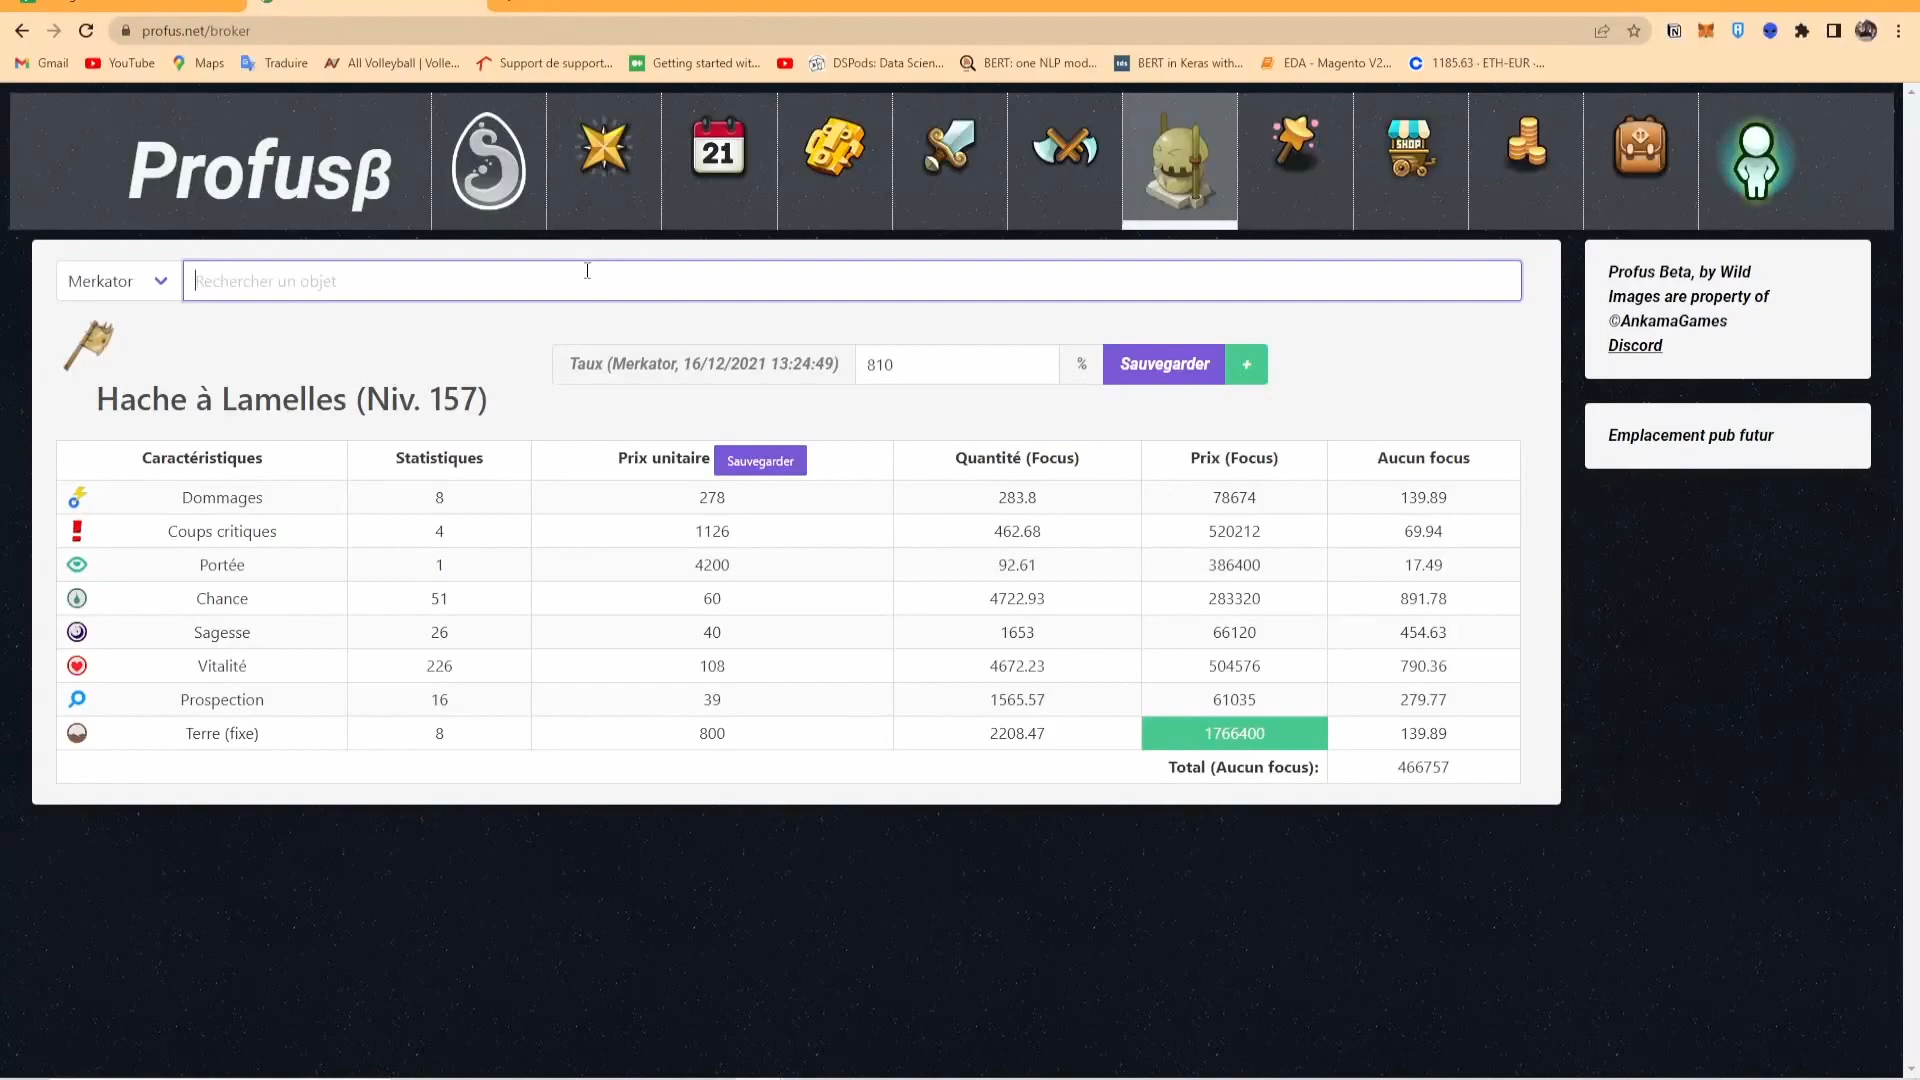 profus.net/broker
Gmail YouTube Maps Traduire All Volleyball | Volle... Support de support... Getting started wit... DSPods: Data Scien... BERT: one NLP mod... BERT in Keras with... EDA - Magento V2... 1185.63 · ETH-EUR ·...
Profusβ
21
SHOP
Merkator Rechercher un objet
Taux (Merkator, 16/12/2021 13:24:49) 810 % Sauvegarder +
Hache à Lamelles (Niv. 157)
Caractéristiques Statistiques Prix unitaire Sauvegarder Quantité (Focus) Prix (Focus) Aucun focus
Dommages 8 278 283.8 78674 139.89
Coups critiques 4 1126 462.68 520212 69.94
Portée 1 4200 92.61 386400 17.49
Chance 51 60 4722.93 283320 891.78
Sagesse 26 40 1653 66120 454.63
Vitalité 226 108 4672.23 504576 790.36
Prospection 16 39 1565.57 61035 279.77
Terre (fixe) 8 800 2208.47 1766400 139.89
Total (Aucun focus): 466757
Profus Beta, by Wild
Images are property of
©AnkamaGames
Discord
Emplacement pub futur